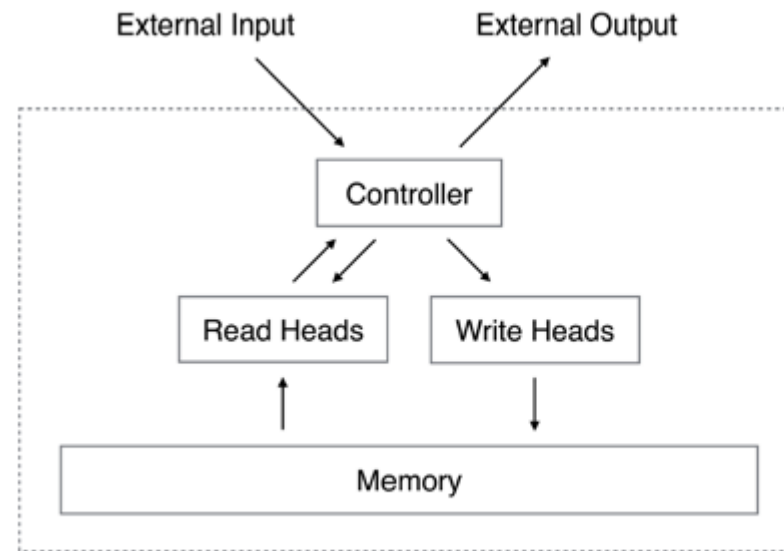 External Input
External Output
Controller
Read Heads
Write Heads
Memory